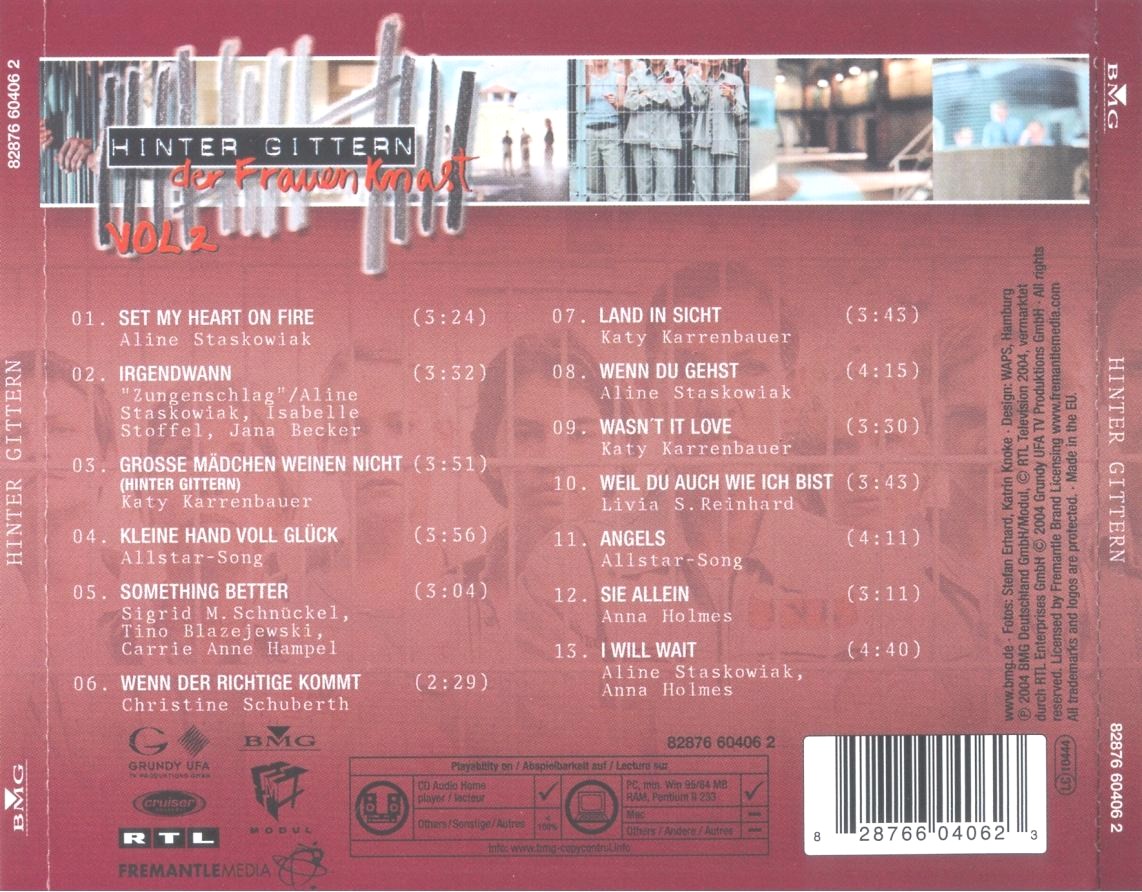 82876 60406 2
HINTER GITTERN
BMG
HINTER GITTERN
der Frauen Knast
VOL 2
01. SET MY HEART ON FIRE (3:24)
Aline Staskowiak
02. IRGENDWANN (3:32)
"Zungenschlag"/Aline
Staskowiak, Isabelle
Stoffel, Jana Becker
03. GROSSE MÄDCHEN WEINEN NICHT (3:51)
(HINTER GITTERN)
Katy Karrenbauer
04. KLEINE HAND VOLL GLÜCK (3:56)
Allstar-Song
05. SOMETHING BETTER (3:04)
Sigrid M. Schnückel,
Tino Blazejewski,
Carrie Anne Hampel
06. WENN DER RICHTIGE KOMMT (2:29)
Christine Schuberth
07. LAND IN SICHT (3:43)
Katy Karrenbauer
08. WENN DU GEHST (4:15)
Aline Staskowiak
09. WASN´T IT LOVE (3:30)
Katy Karrenbauer
10. WEIL DU AUCH WIE ICH BIST (3:43)
Livia S. Reinhard
11. ANGELS (4:11)
Allstar-Song
12. SIE ALLEIN (3:11)
Anna Holmes
13. I WILL WAIT (4:40)
Aline Staskowiak,
Anna Holmes
www.bmg.de · Fotos: Stefan Erhard, Katrin Knoke · Design: WAPS, Hamburg
℗ 2004 BMG Deutschland GmbH/Modul, © RTL Television 2004, vermarktet
durch RTL Enterprises GmbH © 2004 Grundy UFA TV Produktions GmbH · All rights
reserved. Licensed by Fremantle Brand Licensing www.fremantlemedia.com
All trademarks and logos are protected. · Made in the EU.
GRUNDY UFA
TV PRODUKTIONS GMBH
BMG
cruiser
MODUL
RTL
FREMANTLEMEDIA
82876 60406 2
Playability on / Abspielbarkeit auf / Lecture sur
CD Audio Home
player / lecteur
Others/Sonstige/Autres
< 100%
PC, min. Win 95/64 MB
RAM, Pentium II 233
Mac
Others / Andere / Autres
Info: www.bmg-copycontrol.info
8 28766 04062 3
LC 10444
BMG
HINTER GITTERN
82876 60406 2